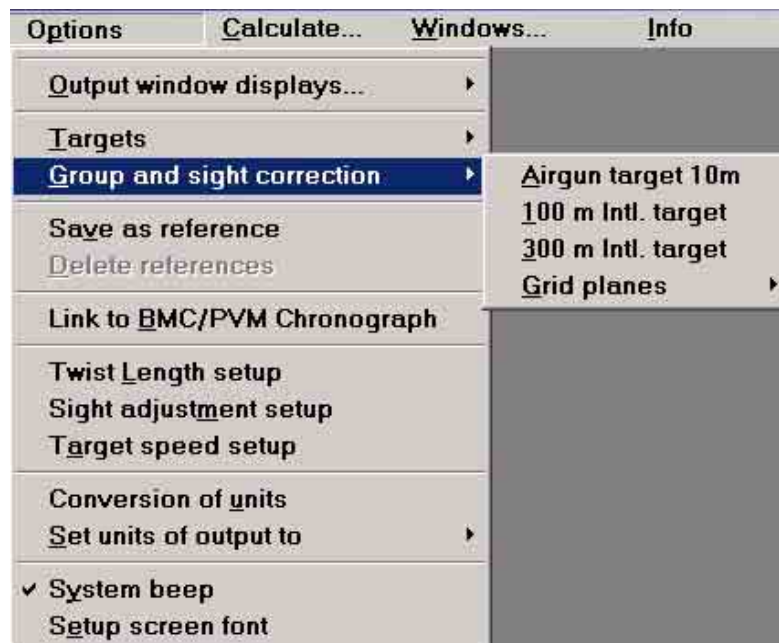 Options Calculate... Windows... Info
Output window displays...
Targets
Group and sight correction
Save as reference
Delete references
Link to BMC/PVM Chronograph
Twist Length setup
Sight adjustment setup
Target speed setup
Conversion of units
Set units of output to
System beep
Setup screen font
Airgun target 10m
100 m Intl. target
300 m Intl. target
Grid planes